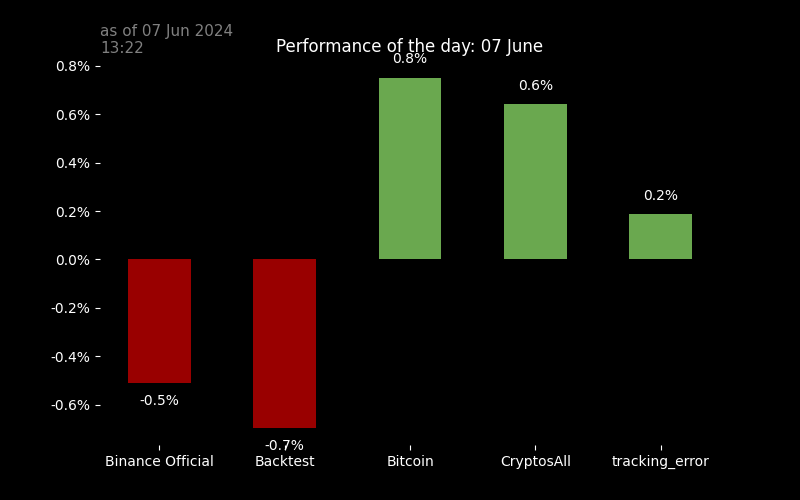 as of 07 Jun 2024
13:22
Performance of the day: 07 June
0.8%
0.6%
0.4%
0.2%
0.0%
-0.2%
-0.4%
-0.6%
0.8%
0.6%
0.2%
-0.5%
-0.7%
Binance Official
Backtest
Bitcoin
CryptosAll
tracking_error